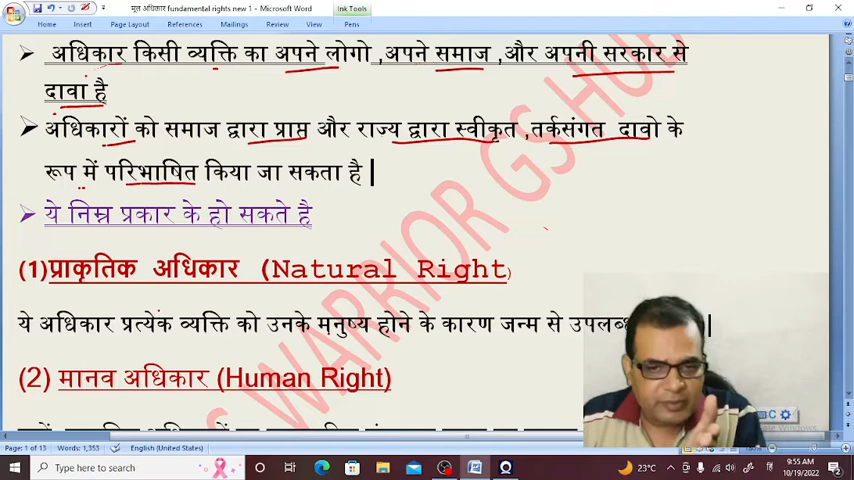 मूल अधिकार fundamental rights new 1 - Microsoft Word
Ink Tools
Home Insert Page Layout References Mailings Review View Pens
➢ अधिकार किसी व्यक्ति का अपने लोगो ,अपने समाज ,और अपनी सरकार से
दावा है
➢ अधिकारों को समाज द्वारा प्राप्त और राज्य द्वारा स्वीकृत ,तर्कसंगत दावो के
रूप में परिभाषित किया जा सकता है |
➢ ये निम्न प्रकार के हो सकते है
(1)प्राकृतिक अधिकार (Natural Right)
ये अधिकार प्रत्येक व्यक्ति को उनके मनुष्य होने के कारण जन्म से |
(2) मानव अधिकार (Human Right)
WARRIOR GS HUB
Page: 1 of 13 Words: 1,353 English (United States)
Type here to search
23°C
9:55 AM
10/19/2022